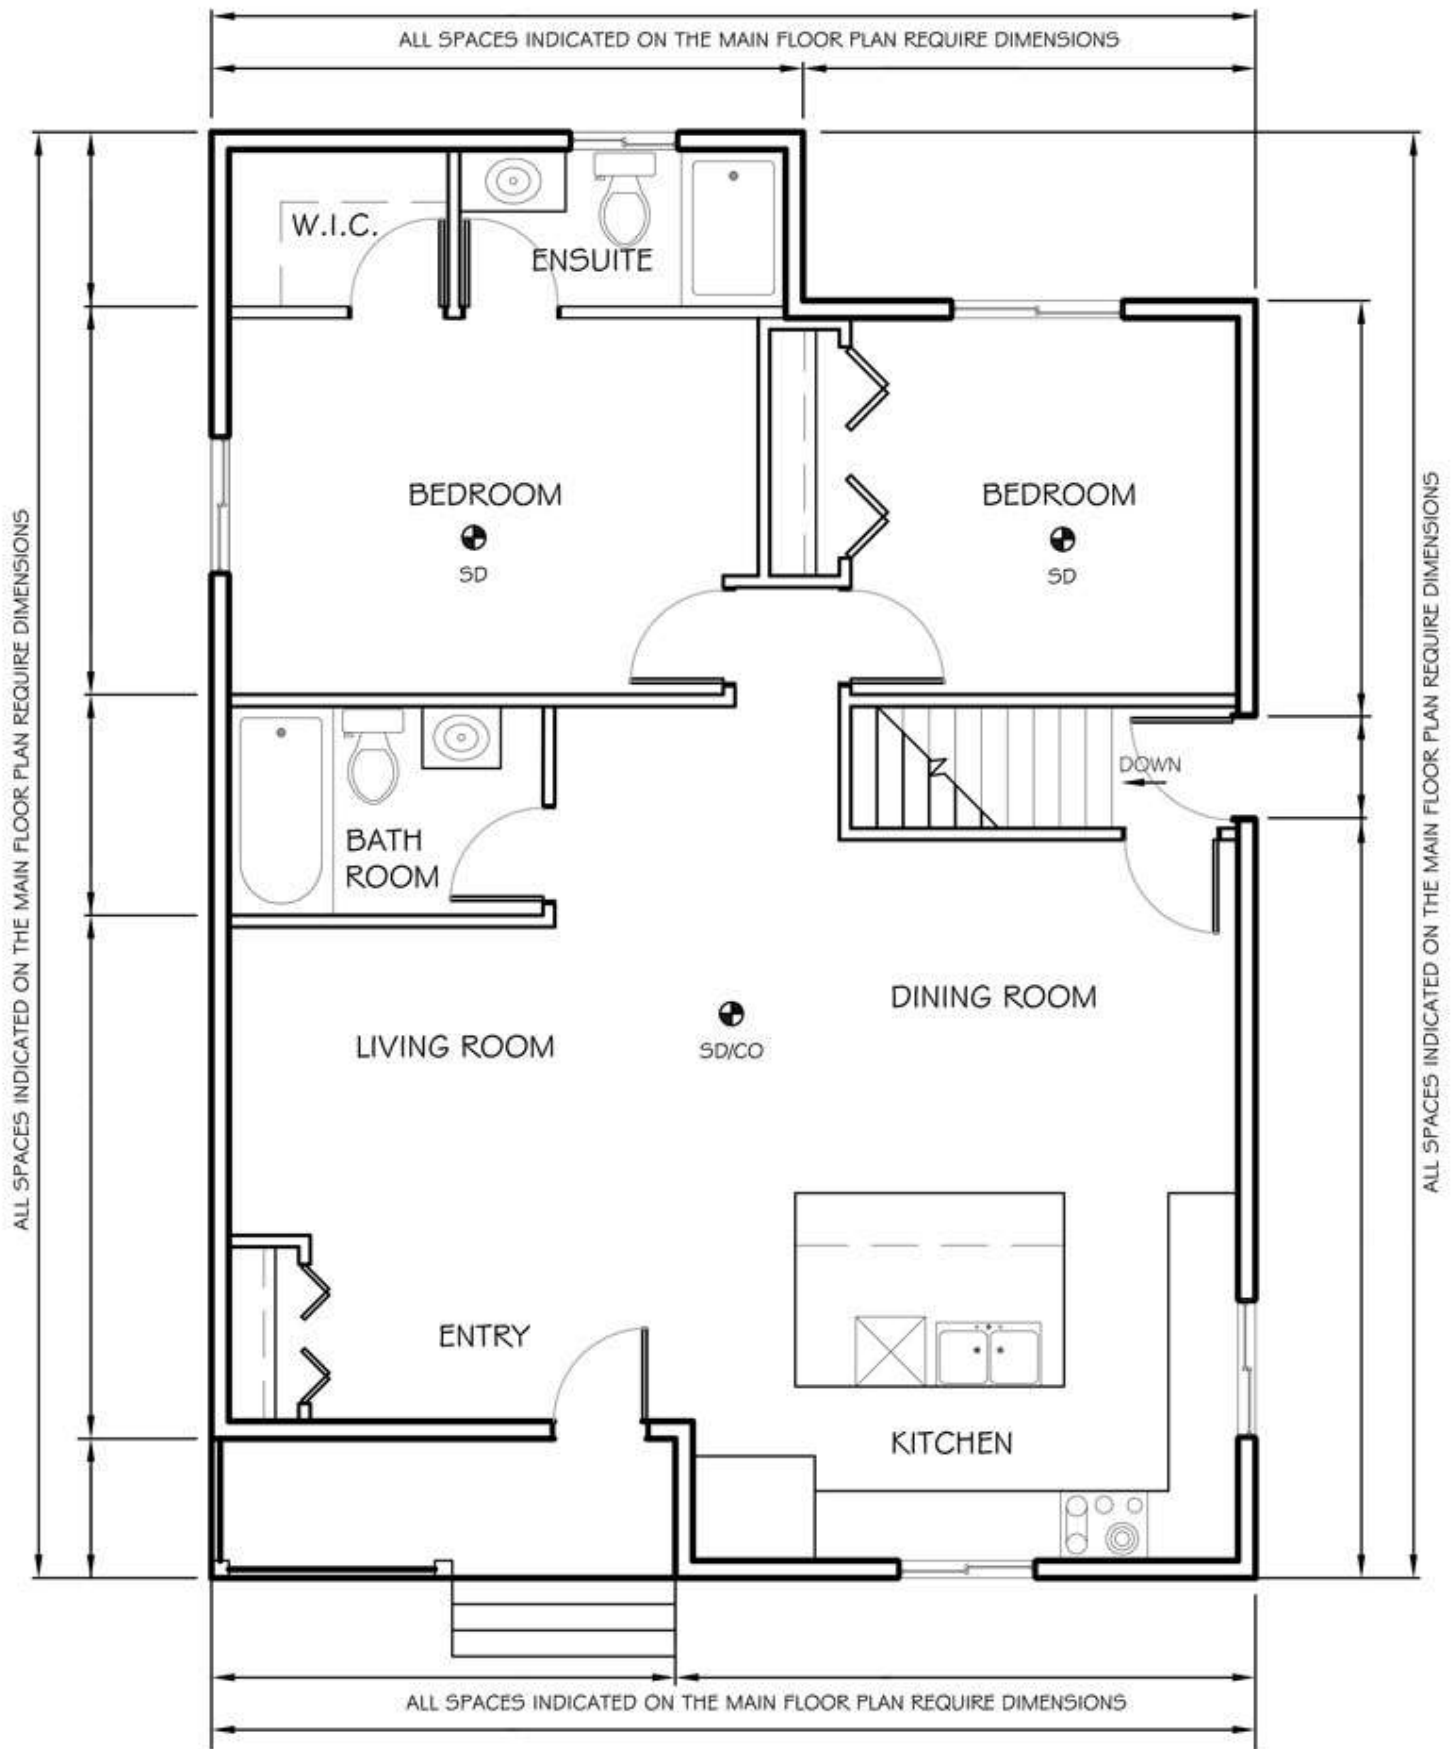 ALL SPACES INDICATED ON THE MAIN FLOOR PLAN REQUIRE DIMENSIONS
W.I.C.
ENSUITE
BEDROOM
SD
BEDROOM
SD
ALL SPACES INDICATED ON THE MAIN FLOOR PLAN REQUIRE DIMENSIONS
ALL SPACES INDICATED ON THE MAIN FLOOR PLAN REQUIRE DIMENSIONS
DOWN
BATH
ROOM
LIVING ROOM
SD/CO
DINING ROOM
ENTRY
KITCHEN
ALL SPACES INDICATED ON THE MAIN FLOOR PLAN REQUIRE DIMENSIONS